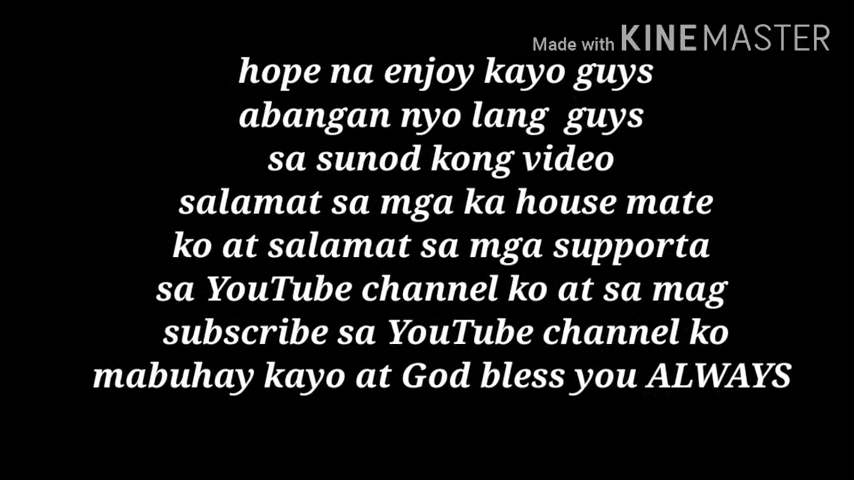 Made with KINEMASTER
hope na enjoy kayo guys
abangan nyo lang guys
sa sunod kong video
salamat sa mga ka house mate
ko at salamat sa mga supporta
sa YouTube channel ko at sa mag
subscribe sa YouTube channel ko
mabuhay kayo at God bless you ALWAYS